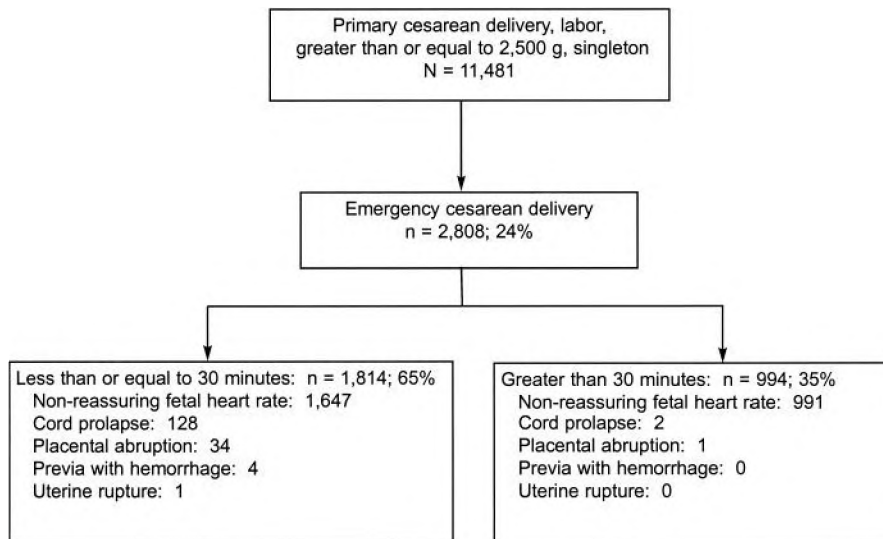 Primary cesarean delivery, labor,
greater than or equal to 2,500 g, singleton
N = 11,481
Emergency cesarean delivery
n = 2,808; 24%
Less than or equal to 30 minutes: n = 1,814; 65%
Non-reassuring fetal heart rate: 1,647
Cord prolapse: 128
Placental abruption: 34
Previa with hemorrhage: 4
Uterine rupture: 1
Greater than 30 minutes: n = 994; 35%
Non-reassuring fetal heart rate: 991
Cord prolapse: 2
Placental abruption: 1
Previa with hemorrhage: 0
Uterine rupture: 0